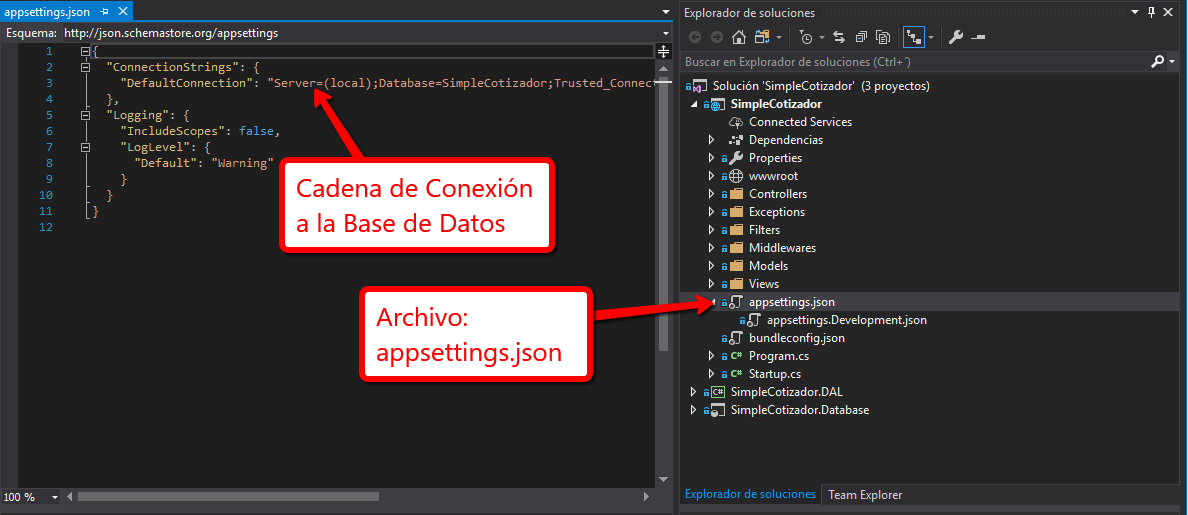 appsettings.json
Esquema: http://json.schemastore.org/appsettings
1 {
2 "ConnectionStrings": {
3 "DefaultConnection": "Server=(local);Database=SimpleCotizador;Trusted_Connect
4 },
5 "Logging": {
6 "IncludeScopes": false,
7 "LogLevel": {
8 "Default": "Warning"
9 }
10 }
11 }
12
Cadena de Conexión
a la Base de Datos
Archivo:
appsettings.json
100 %
Explorador de soluciones
Buscar en Explorador de soluciones (Ctrl+´)
Solución 'SimpleCotizador' (3 proyectos)
SimpleCotizador
Connected Services
Dependencias
Properties
wwwroot
Controllers
Exceptions
Filters
Middlewares
Models
Views
appsettings.json
appsettings.Development.json
bundleconfig.json
C# Program.cs
C# Startup.cs
C# SimpleCotizador.DAL
SimpleCotizador.Database
Explorador de soluciones Team Explorer